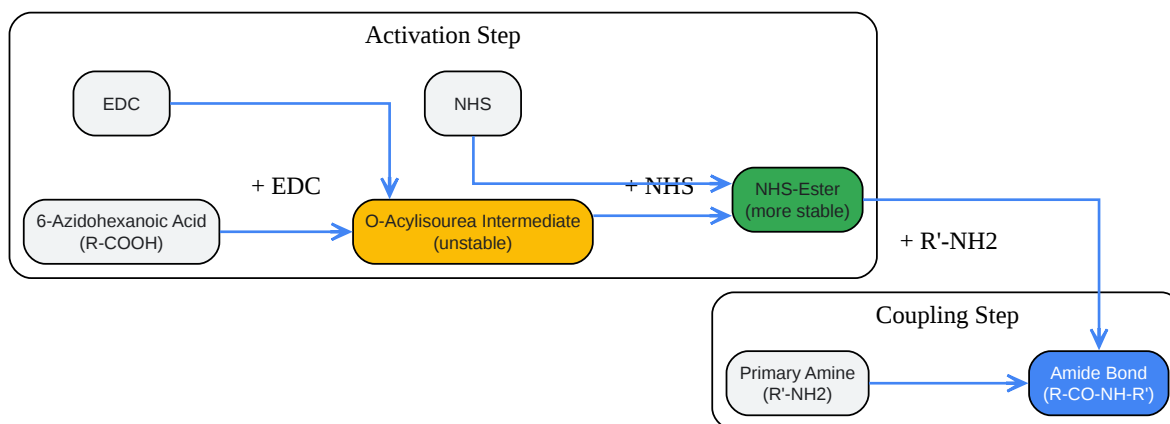 Activation Step
EDC
NHS
+ EDC
+ NHS
6-Azidohexanoic Acid
(R-COOH)
O-Acylisourea Intermediate
(unstable)
NHS-Ester
(more stable)
+ R'-NH2
Coupling Step
Primary Amine
(R'-NH2)
Amide Bond
(R-CO-NH-R')